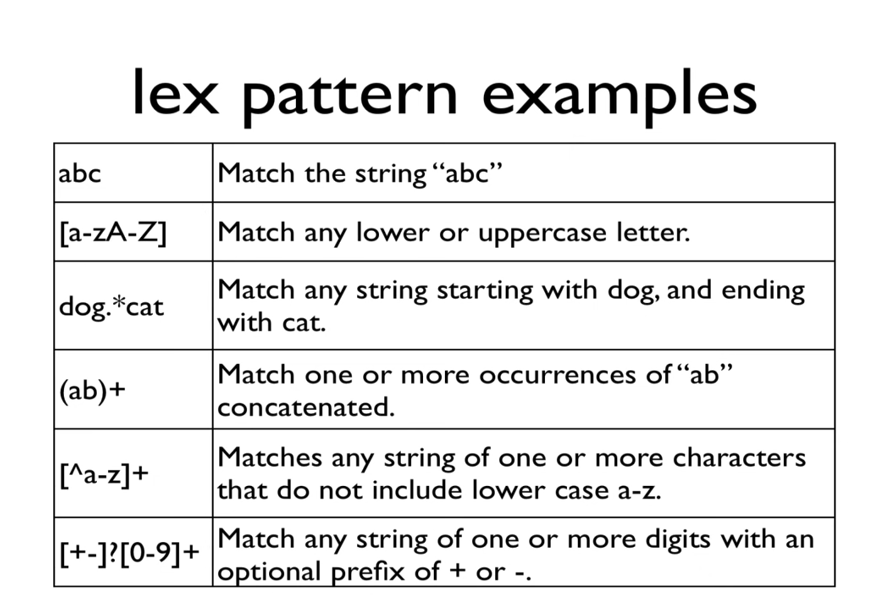 lex pattern examples
abc
Match the string “abc”
[a-zA-Z]
Match any lower or uppercase letter.
dog.*cat
Match any string starting with dog, and ending
with cat.
(ab)+
Match one or more occurrences of “ab”
concatenated.
[^a-z]+
Matches any string of one or more characters
that do not include lower case a-z.
[+-]?[0-9]+
Match any string of one or more digits with an
optional prefix of + or -.